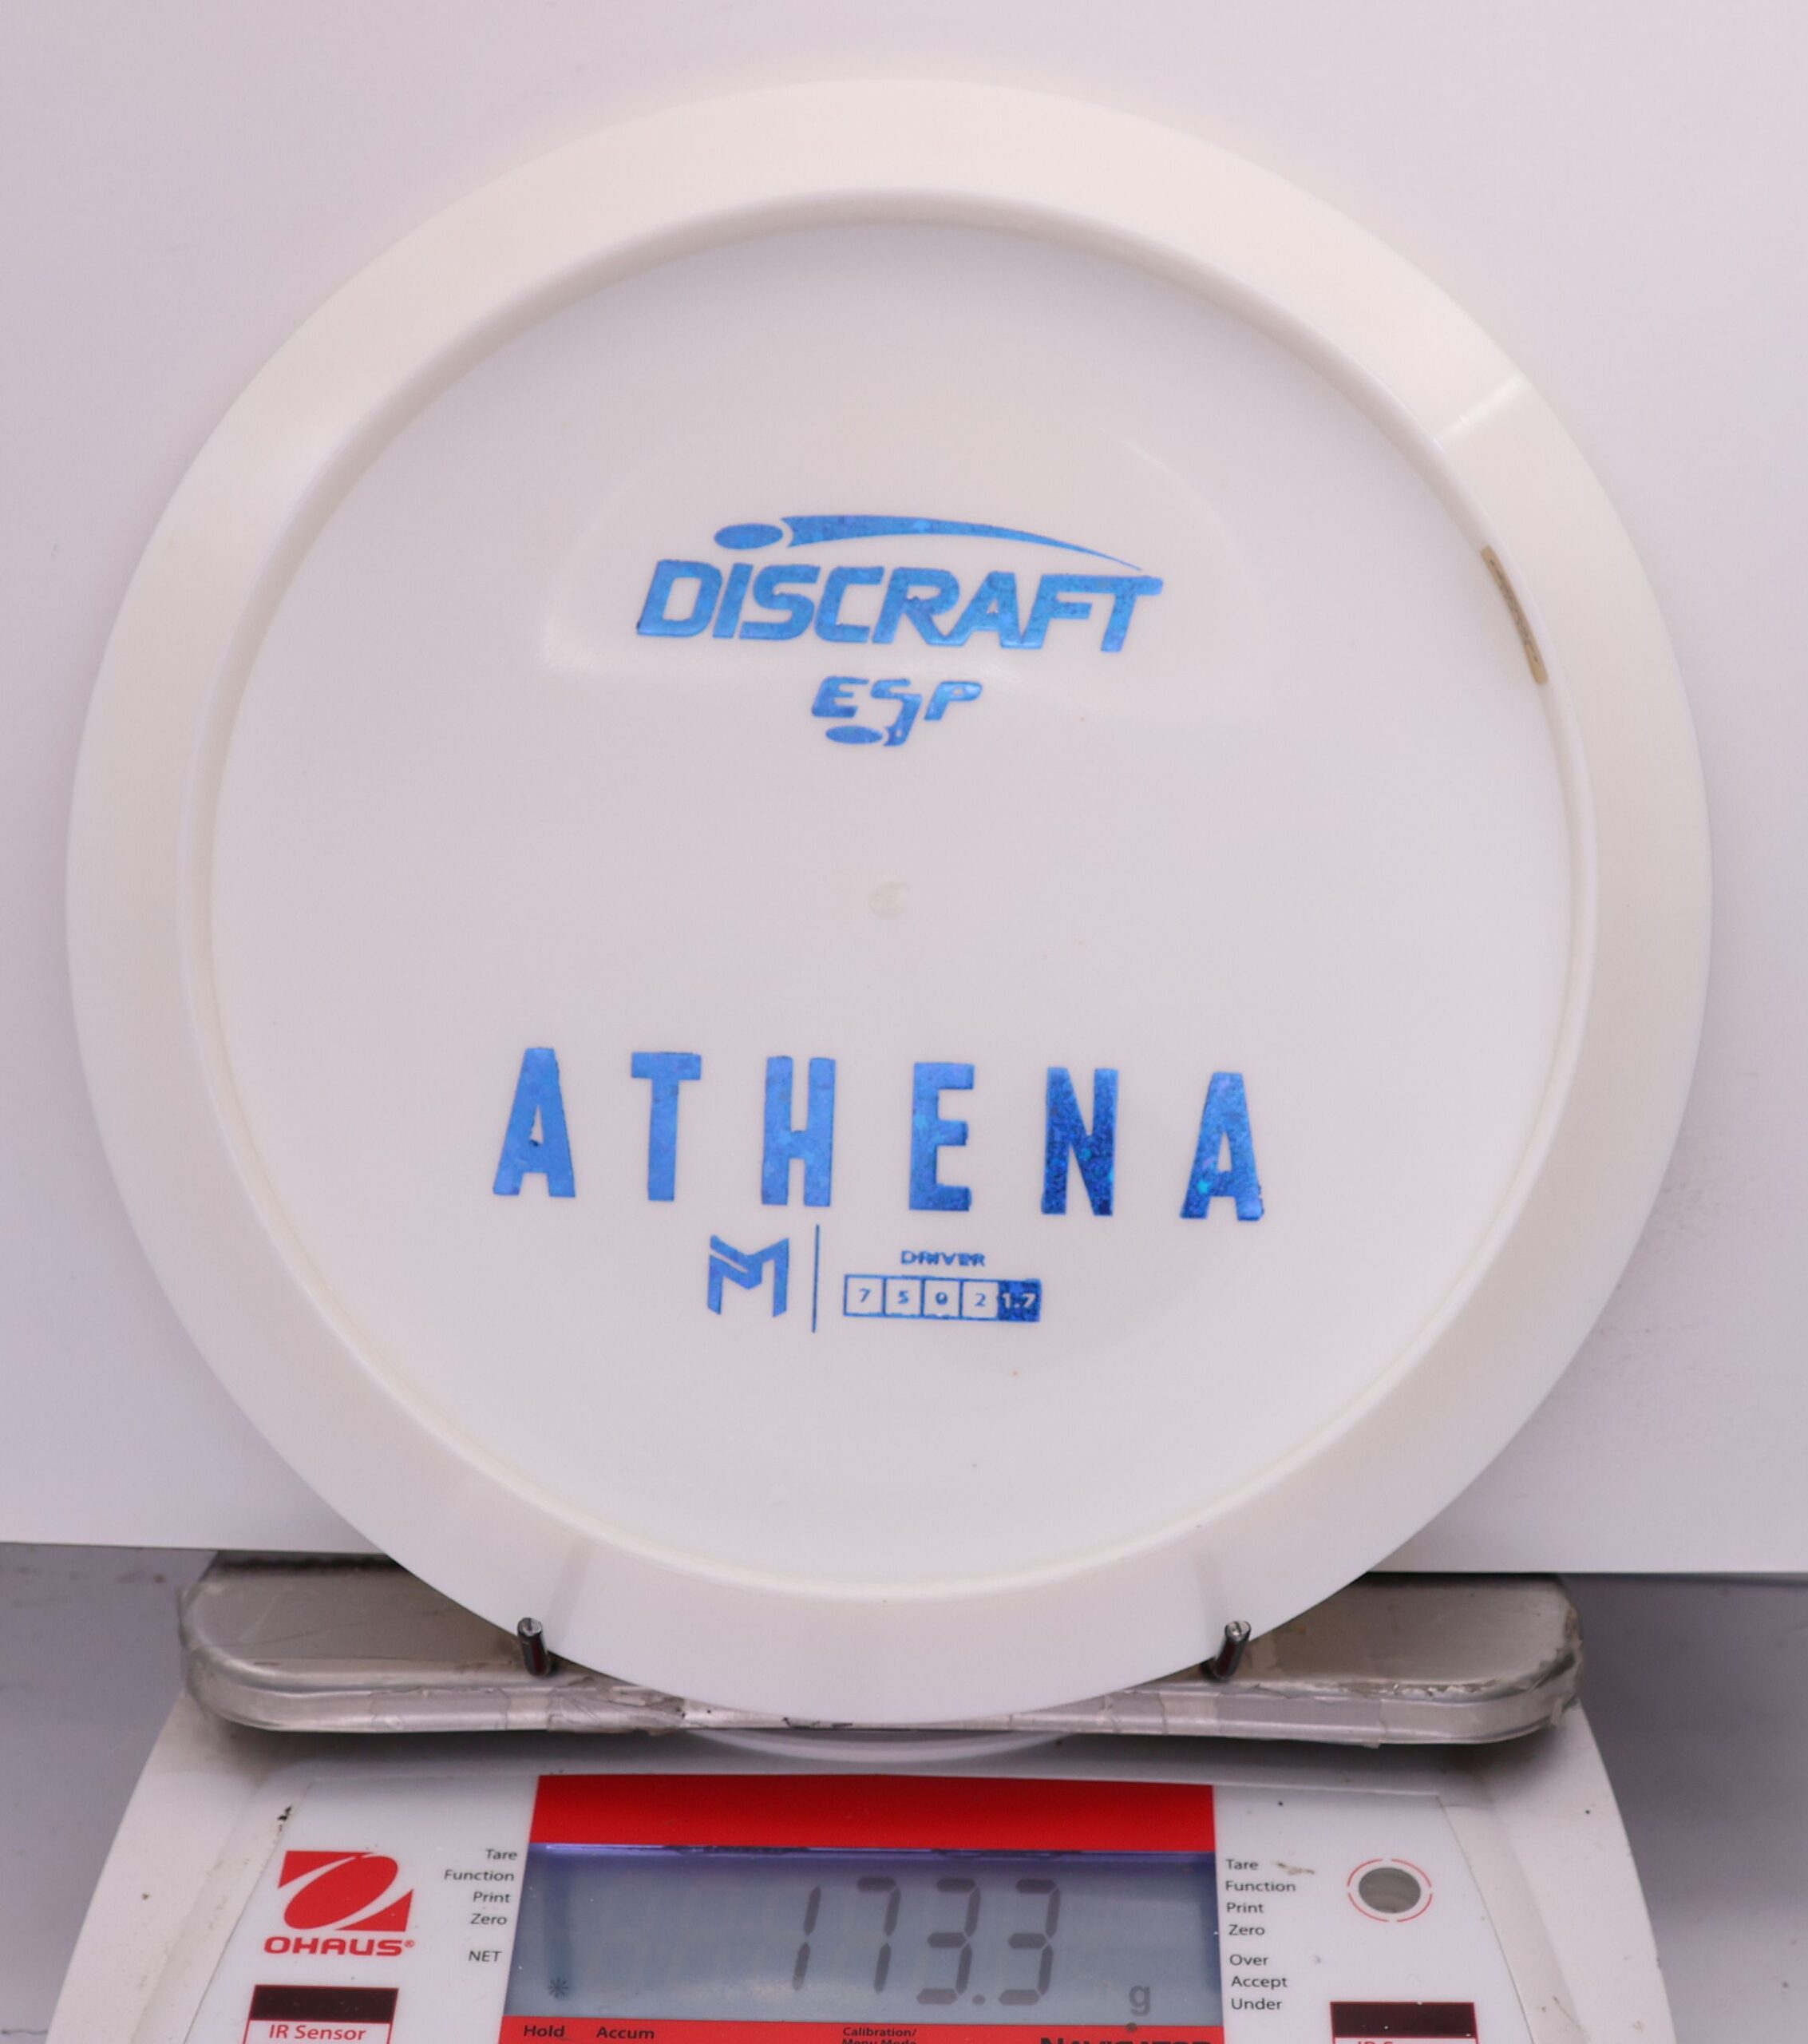 DISCRAFT
ESP
ATHENA
DRIVER
7 5 0 2 1.7
173.3 g
OHAUS®
Tare
Function
Print
Zero
NET
Tare
Function
Print
Zero
Over
Accept
Under
IR Sensor
Hold Accum Calibration/